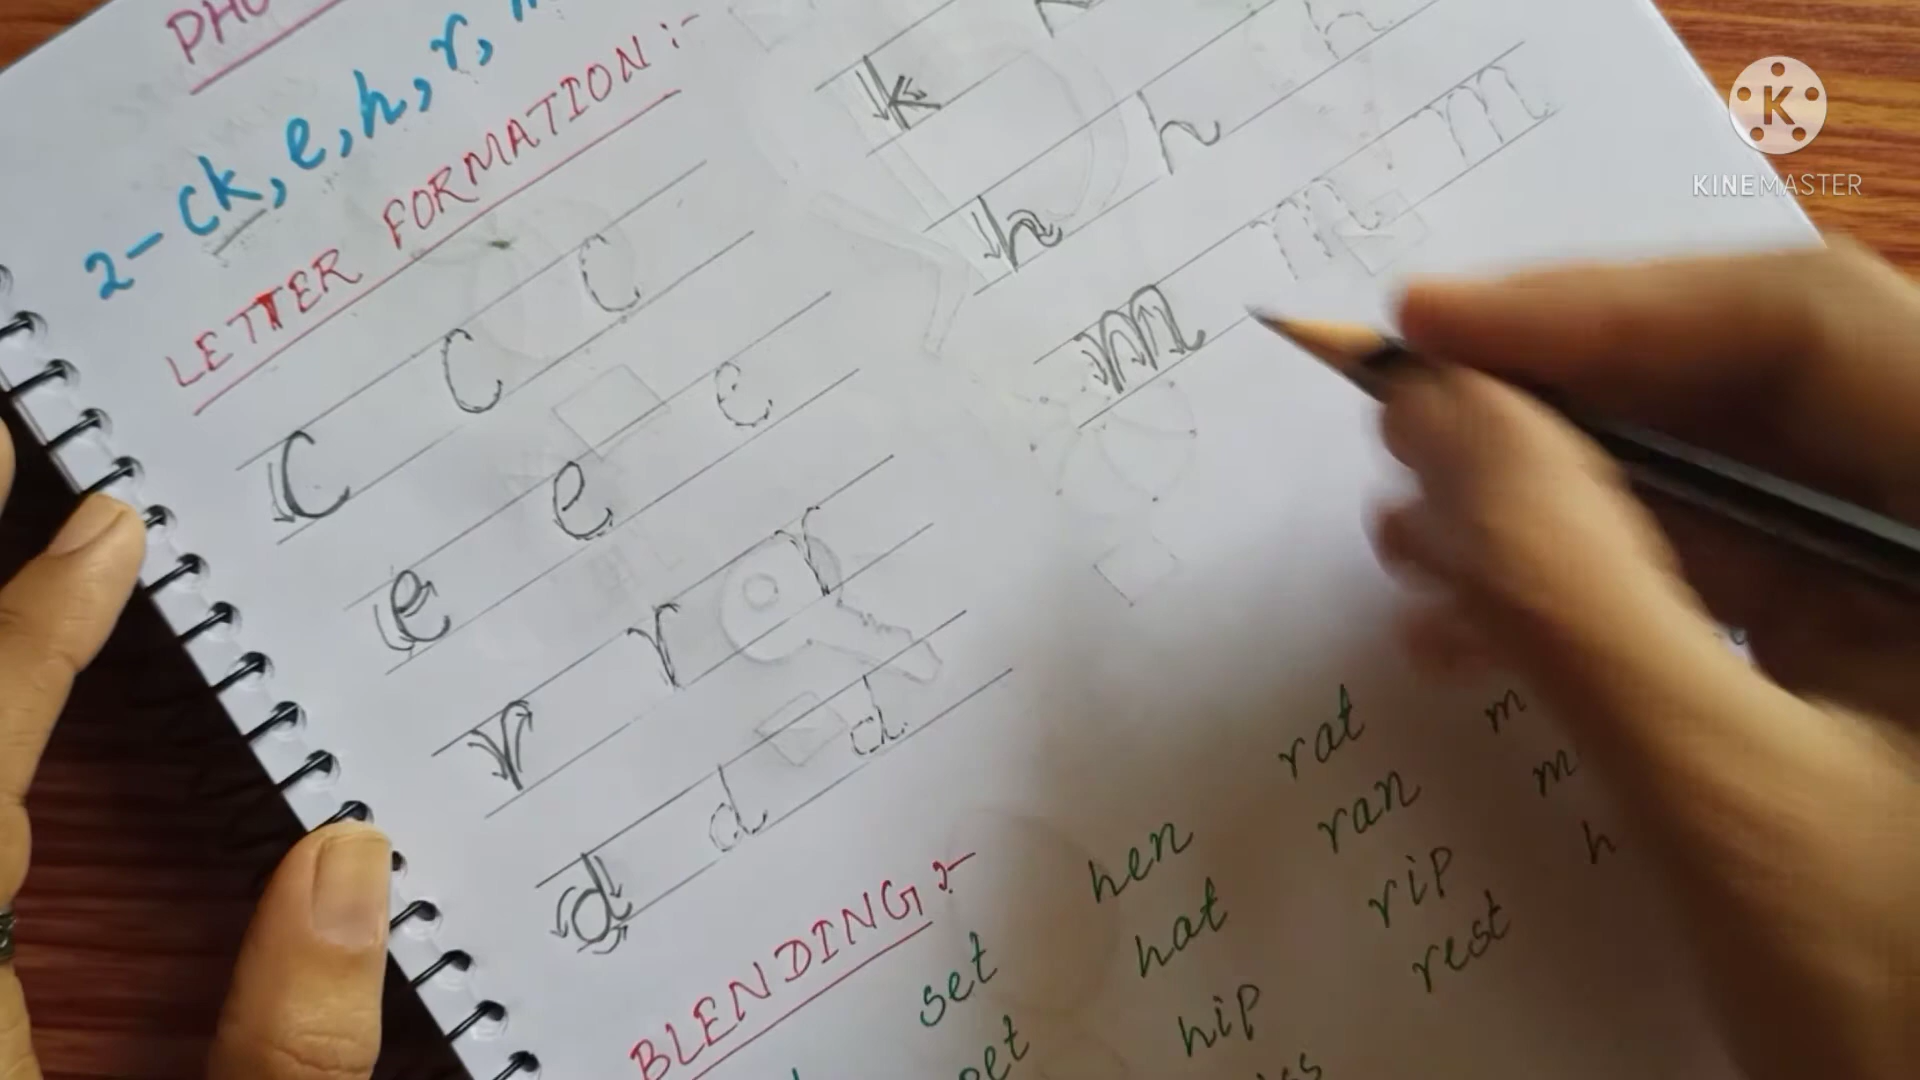 2- ck, e, h, r,
LETTER FORMATION :-
c c c
e e e
r r r
d d d
k
h h h
m m m
BLENDING :-
set hen rat
hat ran
hip rip
rest
KINEMASTER